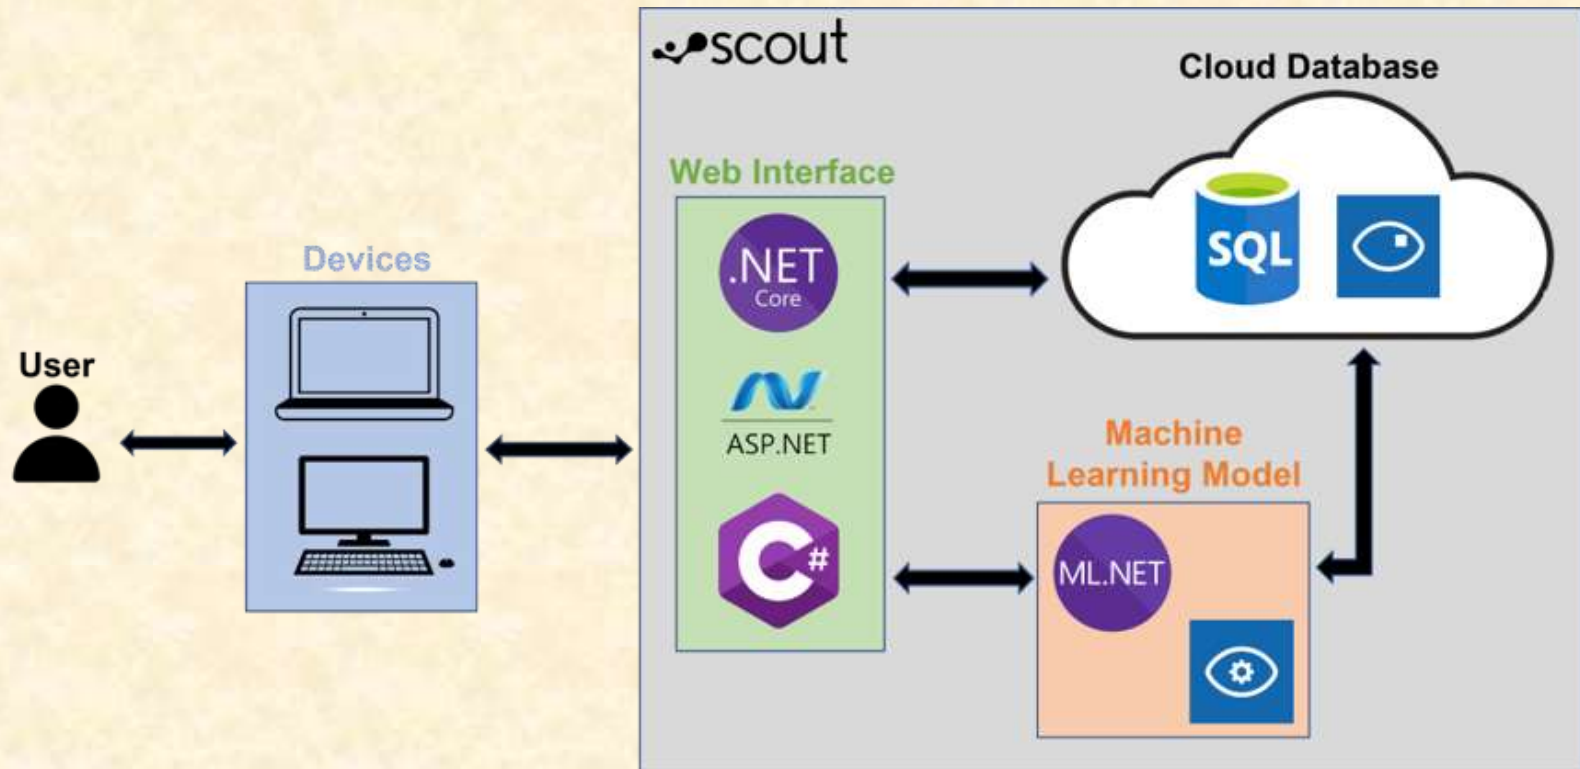 scout
Cloud Database
Web Interface
.NET
Core
SQL
Devices
User
ASP.NET
Machine
Learning Model
C#
ML.NET